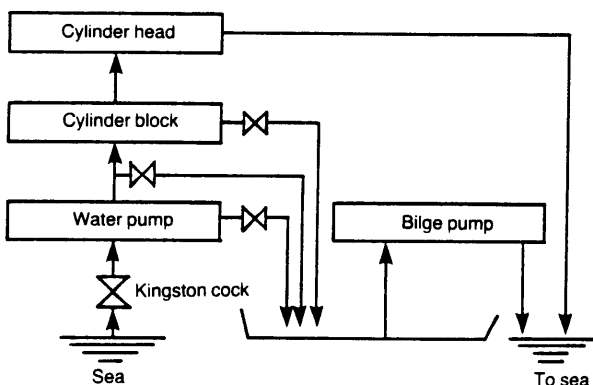 Cylinder head
Cylinder block
Water pump
Bilge pump
Kingston cock
Sea
To sea